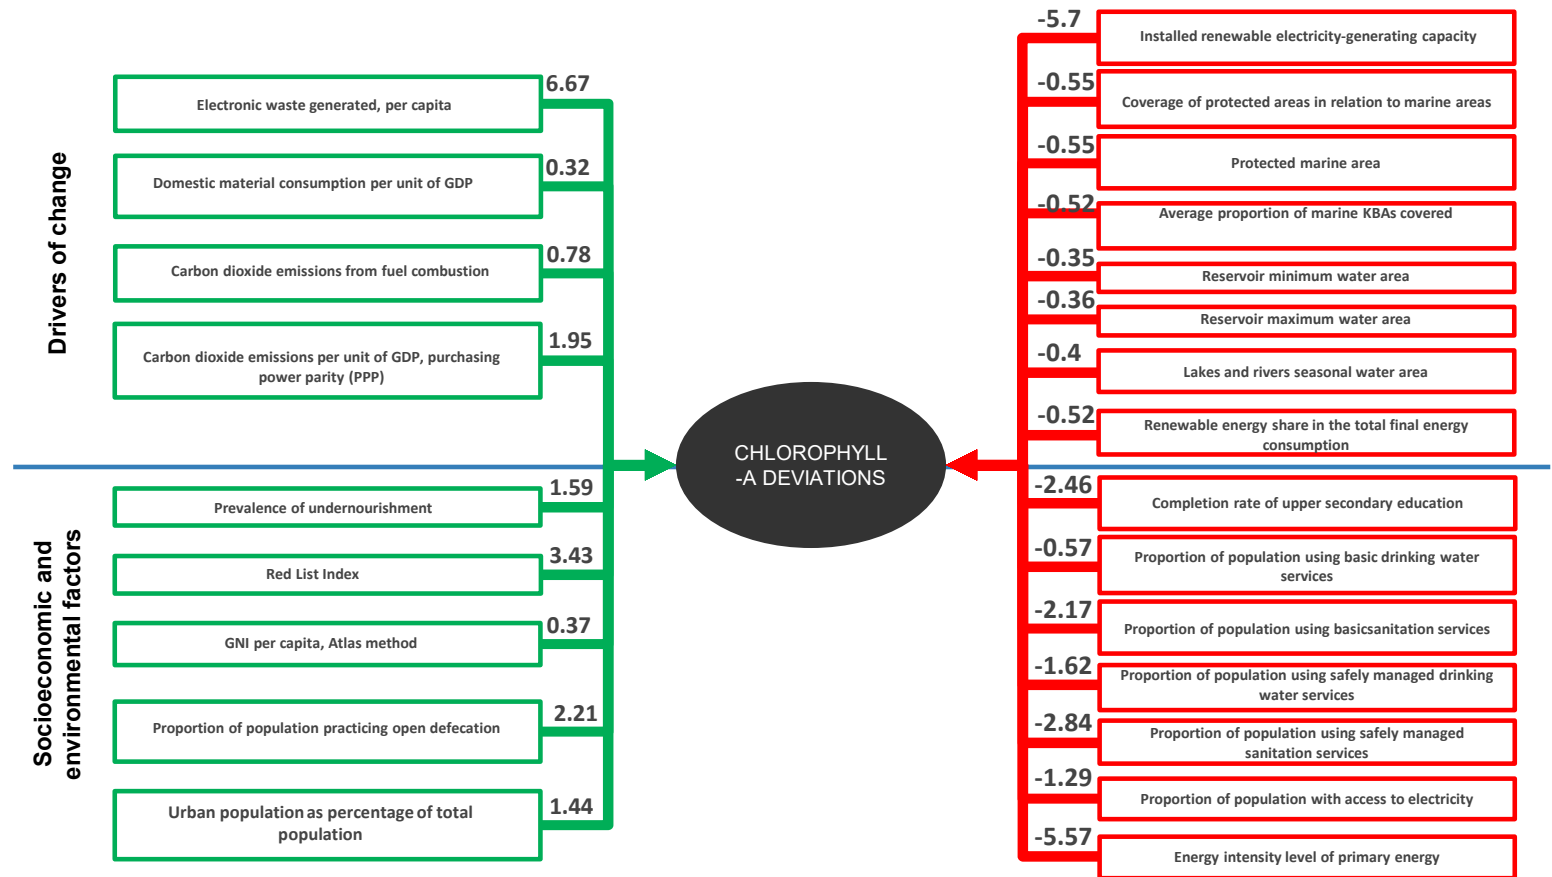 Drivers of change
6.67
Electronic waste generated, per capita
0.32
Domestic material consumption per unit of GDP
0.78
Carbon dioxide emissions from fuel combustion
1.95
Carbon dioxide emissions per unit of GDP, purchasing
power parity (PPP)
Socioeconomic and
environmental factors
1.59
Prevalence of undernourishment
3.43
Red List Index
0.37
GNI per capita, Atlas method
2.21
Proportion of population practicing open defecation
1.44
Urban population as percentage of total
population
CHLOROPHYLL
-A DEVIATIONS
-5.7
Installed renewable electricity-generating capacity
-0.55
Coverage of protected areas in relation to marine areas
-0.55
Protected marine area
-0.52
Average proportion of marine KBAs covered
-0.35
Reservoir minimum water area
-0.36
Reservoir maximum water area
-0.4
Lakes and rivers seasonal water area
-0.52
Renewable energy share in the total final energy
consumption
-2.46
Completion rate of upper secondary education
-0.57
Proportion of population using basic drinking water
services
-2.17
Proportion of population using basicsanitation services
-1.62
Proportion of population using safely managed drinking
water services
-2.84
Proportion of population using safely managed
sanitation services
-1.29
Proportion of population with access to electricity
-5.57
Energy intensity level of primary energy